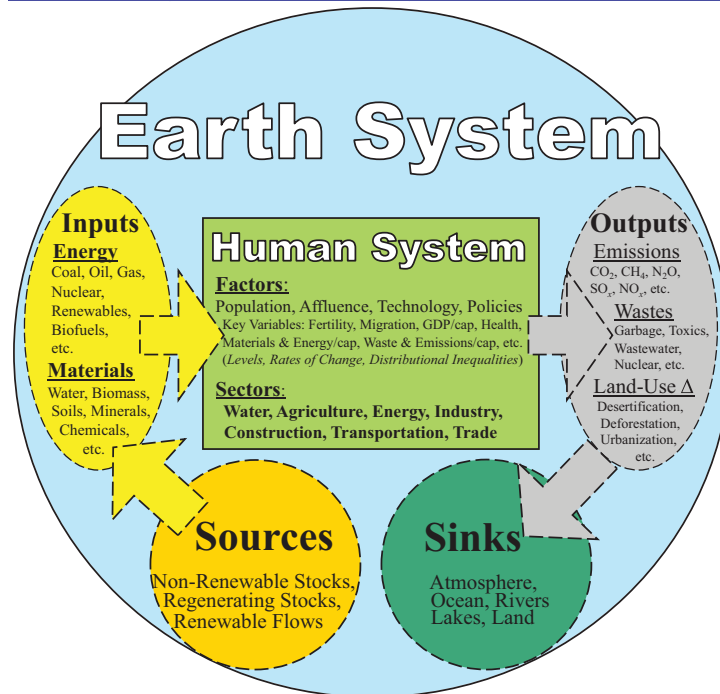 Earth System
Inputs
Energy
Coal, Oil, Gas,
Nuclear,
Renewables,
Biofuels,
etc.
Materials
Water, Biomass,
Soils, Minerals,
Chemicals,
etc.
Human System
Factors:
Population, Affluence, Technology, Policies
Key Variables: Fertility, Migration, GDP/cap, Health,
Materials & Energy/cap, Waste & Emissions/cap, etc.
(Levels, Rates of Change, Distributional Inequalities)
Sectors:
Water, Agriculture, Energy, Industry,
Construction, Transportation, Trade
Outputs
Emissions
CO₂, CH₄, N₂O,
SOₓ, NOₓ, etc.
Wastes
Garbage, Toxics,
Wastewater,
Nuclear, etc.
Land-Use Δ
Desertification,
Deforestation,
Urbanization,
etc.
Sources
Non-Renewable Stocks,
Regenerating Stocks,
Renewable Flows
Sinks
Atmosphere,
Ocean, Rivers
Lakes, Land